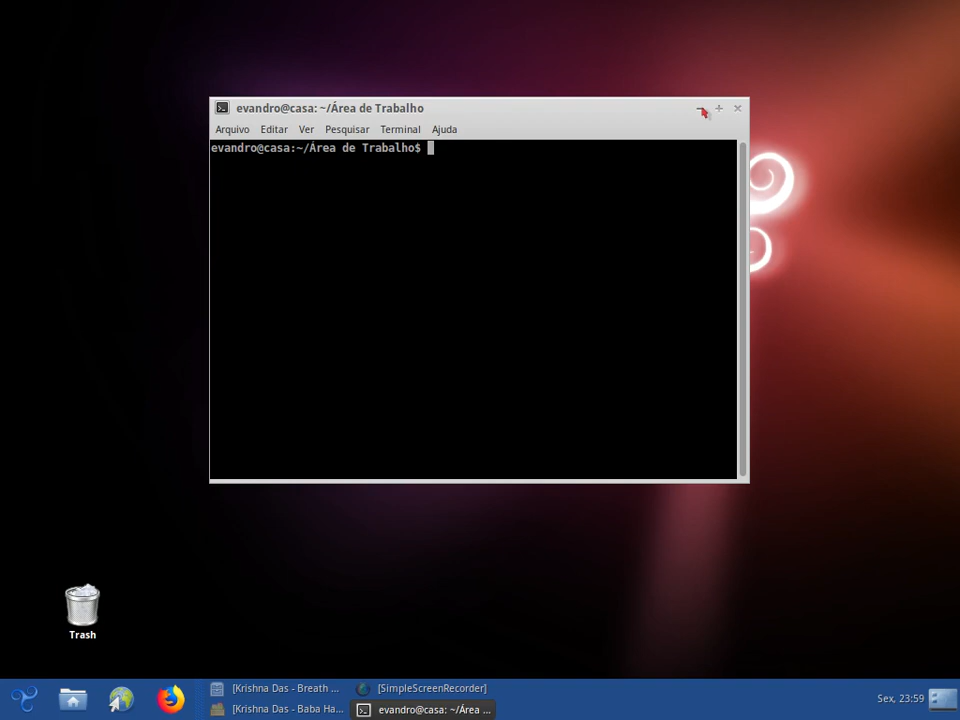 evandro@casa: ~/Área de Trabalho
Arquivo Editar Ver Pesquisar Terminal Ajuda
evandro@casa:~/Área de Trabalho$
Trash
[Krishna Das - Breath ...
[SimpleScreenRecorder]
[Krishna Das - Baba Ha...
evandro@casa: ~/Área ...
Sex, 23:59